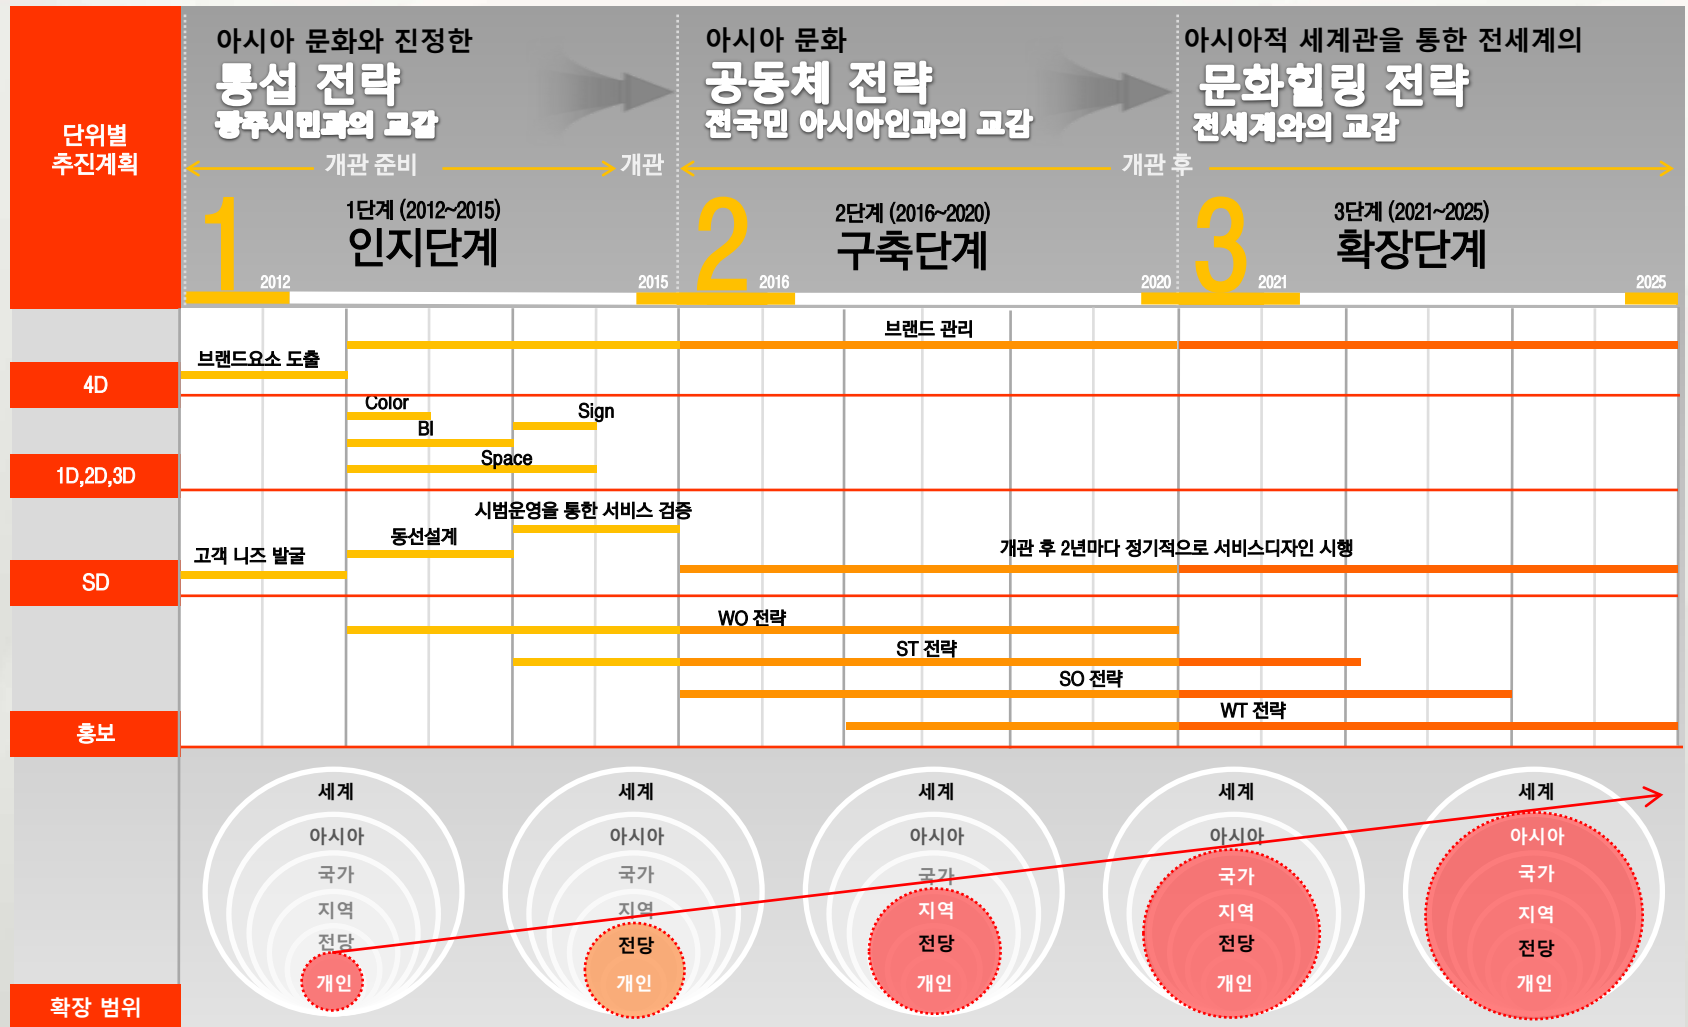 단위별
추진계획
아시아 문화와 진정한
통섭 전략
광주시민과의 교감
아시아 문화
공동체 전략
전국민 아시아인과의 교감
아시아적 세계관을 통한 전세계의
문화힐링 전략
전세계와의 교감
개관 준비
개관
개관 후
1
1단계 (2012~2015)
인지단계
2012
2015
2
2단계 (2016~2020)
구축단계
2016
2020
3
3단계 (2021~2025)
확장단계
2021
2025
4D
브랜드요소 도출
브랜드 관리
1D,2D,3D
Color
BI
Sign
Space
SD
고객 니즈 발굴
동선설계
시범운영을 통한 서비스 검증
개관 후 2년마다 정기적으로 서비스디자인 시행
홍보
WO 전략
ST 전략
SO 전략
WT 전략
확장 범위
세계
아시아
국가
지역
전당
개인
세계
아시아
국가
지역
전당
개인
세계
아시아
국가
지역
전당
개인
세계
아시아
국가
지역
전당
개인
세계
아시아
국가
지역
전당
개인